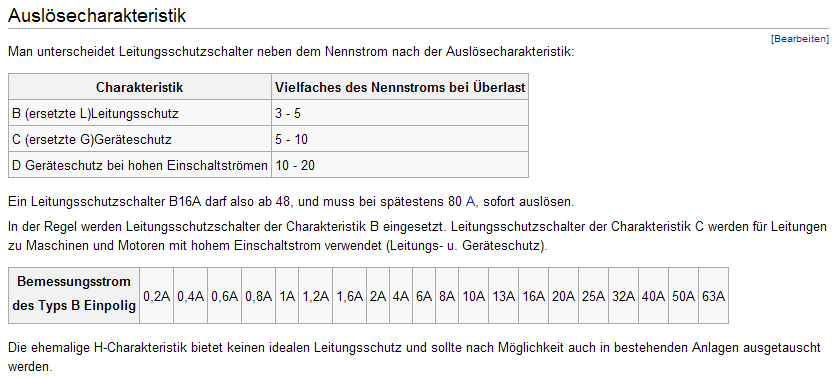 Auslösecharakteristik
[Bearbeiten]
Man unterscheidet Leitungsschutzschalter neben dem Nennstrom nach der Auslösecharakteristik:
Charakteristik Vielfaches des Nennstroms bei Überlast
B (ersetzte L)Leitungsschutz 3 - 5
C (ersetzte G)Geräteschutz 5 - 10
D Geräteschutz bei hohen Einschaltströmen 10 - 20
Ein Leitungsschutzschalter B16A darf also ab 48, und muss bei spätestens 80 A, sofort auslösen.
In der Regel werden Leitungsschutzschalter der Charakteristik B eingesetzt. Leitungsschutzschalter der Charakteristik C werden für Leitungen
zu Maschinen und Motoren mit hohem Einschaltstrom verwendet (Leitungs- u. Geräteschutz).
Bemessungsstrom
des Typs B Einpolig 0,2A 0,4A 0,6A 0,8A 1A 1,2A 1,6A 2A 4A 6A 8A 10A 13A 16A 20A 25A 32A 40A 50A 63A
Die ehemalige H-Charakteristik bietet keinen idealen Leitungsschutz und sollte nach Möglichkeit auch in bestehenden Anlagen ausgetauscht
werden.